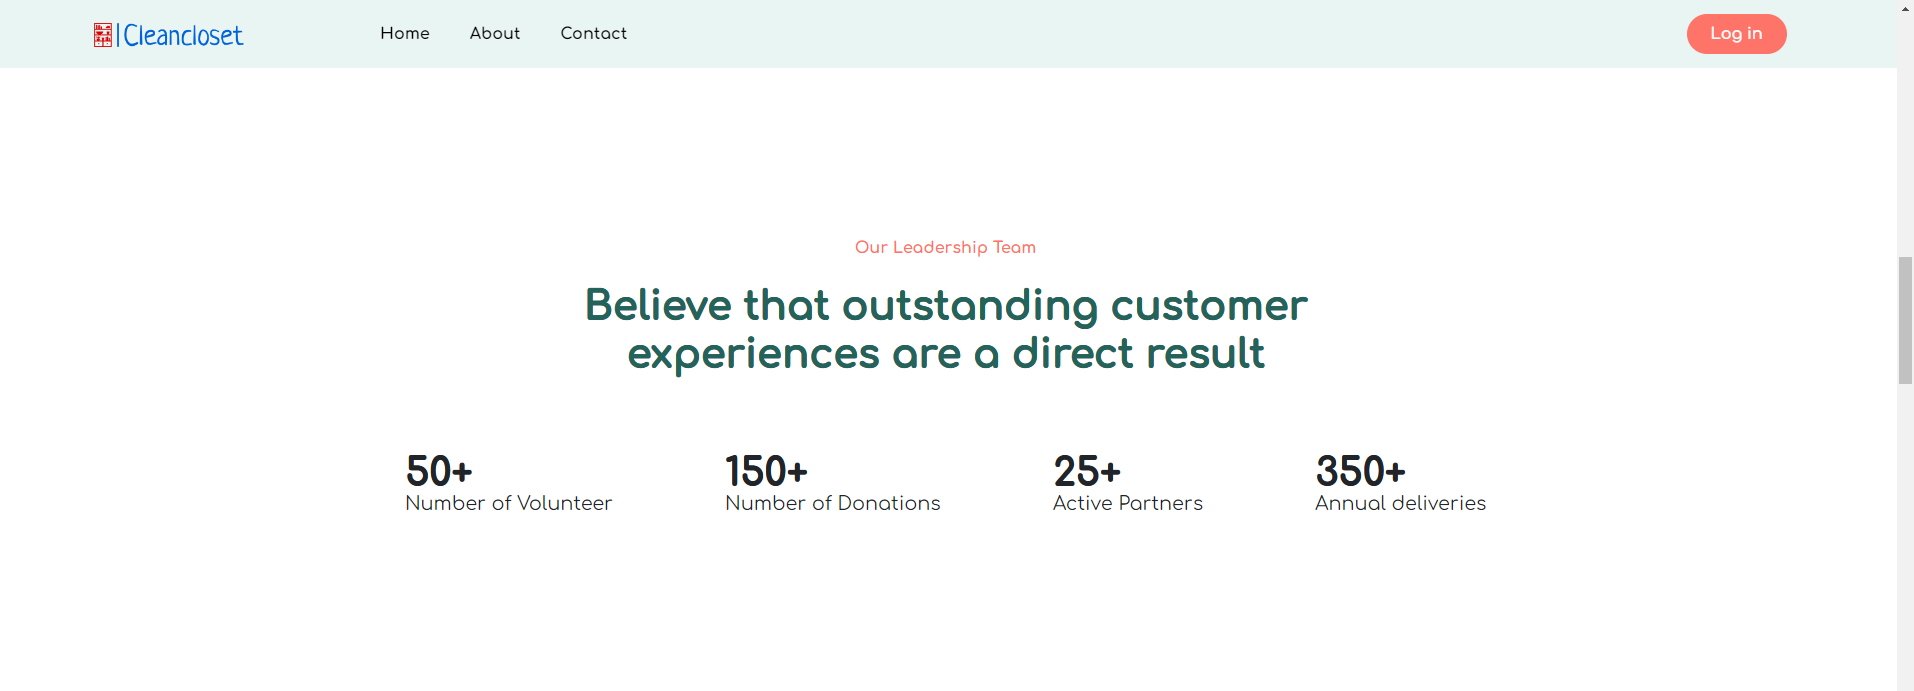 Cleancloset
Home
About
Contact
Log in
Our Leadership Team
Believe that outstanding customer
experiences are a direct result
50+
150+
25+
350+
Number of Volunteer
Number of Donations
Active Partners
Annual deliveries